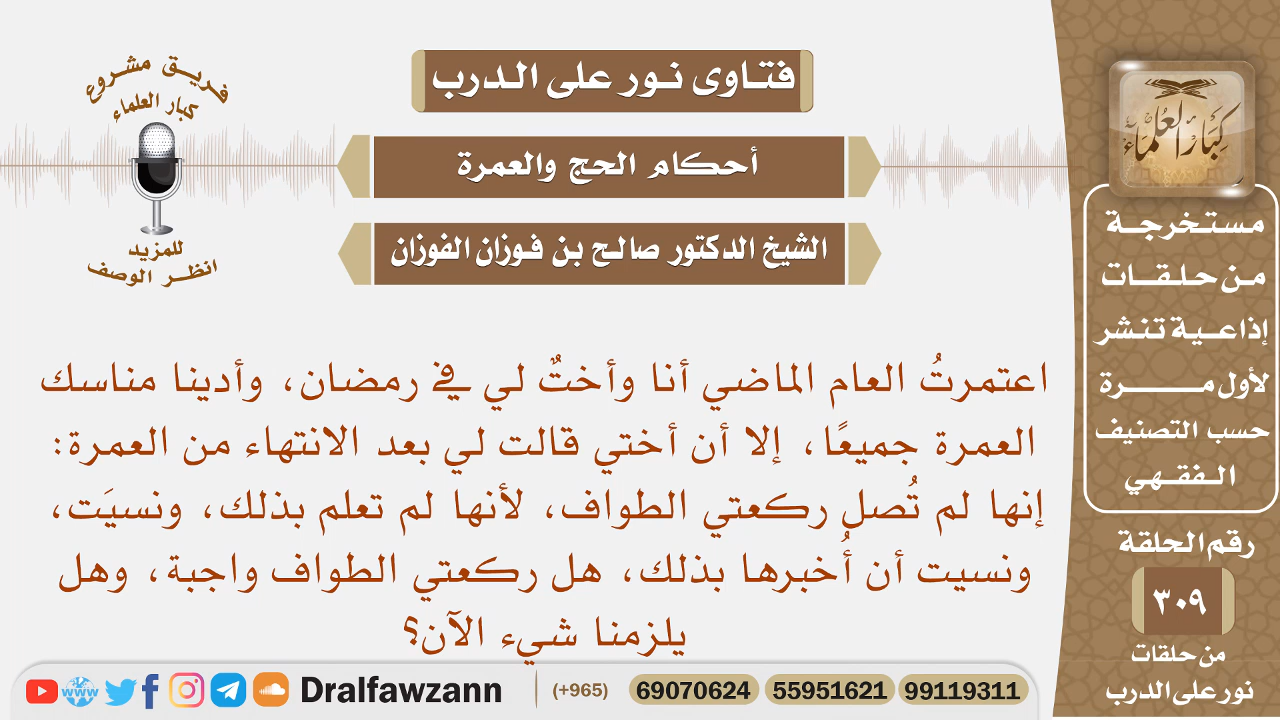 فتاوى نور على الدرب
أحكام الحج والعمرة
الشيخ الدكتور صالح بن فوزان الفوزان
فريق مشروع
كبار العلماء
للمزيد
انظر الوصف
كِبَارُ العُلَمَاءِ
مستخرجة
من حلقات
إذاعية تنشر
لأول مرة
حسب التصنيف
الفقهي
رقم الحلقة
٣٠٩
من حلقات
نور على الدرب
اعتمرتُ العام الماضي أنا وأختٌ لي في رمضان، وأدينا مناسك
العمرة جميعًا، إلا أن أختي قالت لي بعد الانتهاء من العمرة:
إنها لم تُصل ركعتي الطواف، لأنها لم تعلم بذلك، ونسيَت،
ونسيت أن أُخبرها بذلك، هل ركعتي الطواف واجبة، وهل
يلزمنا شيء الآن؟
www
Dralfawzann
(+965)
69070624
55951621
99119311